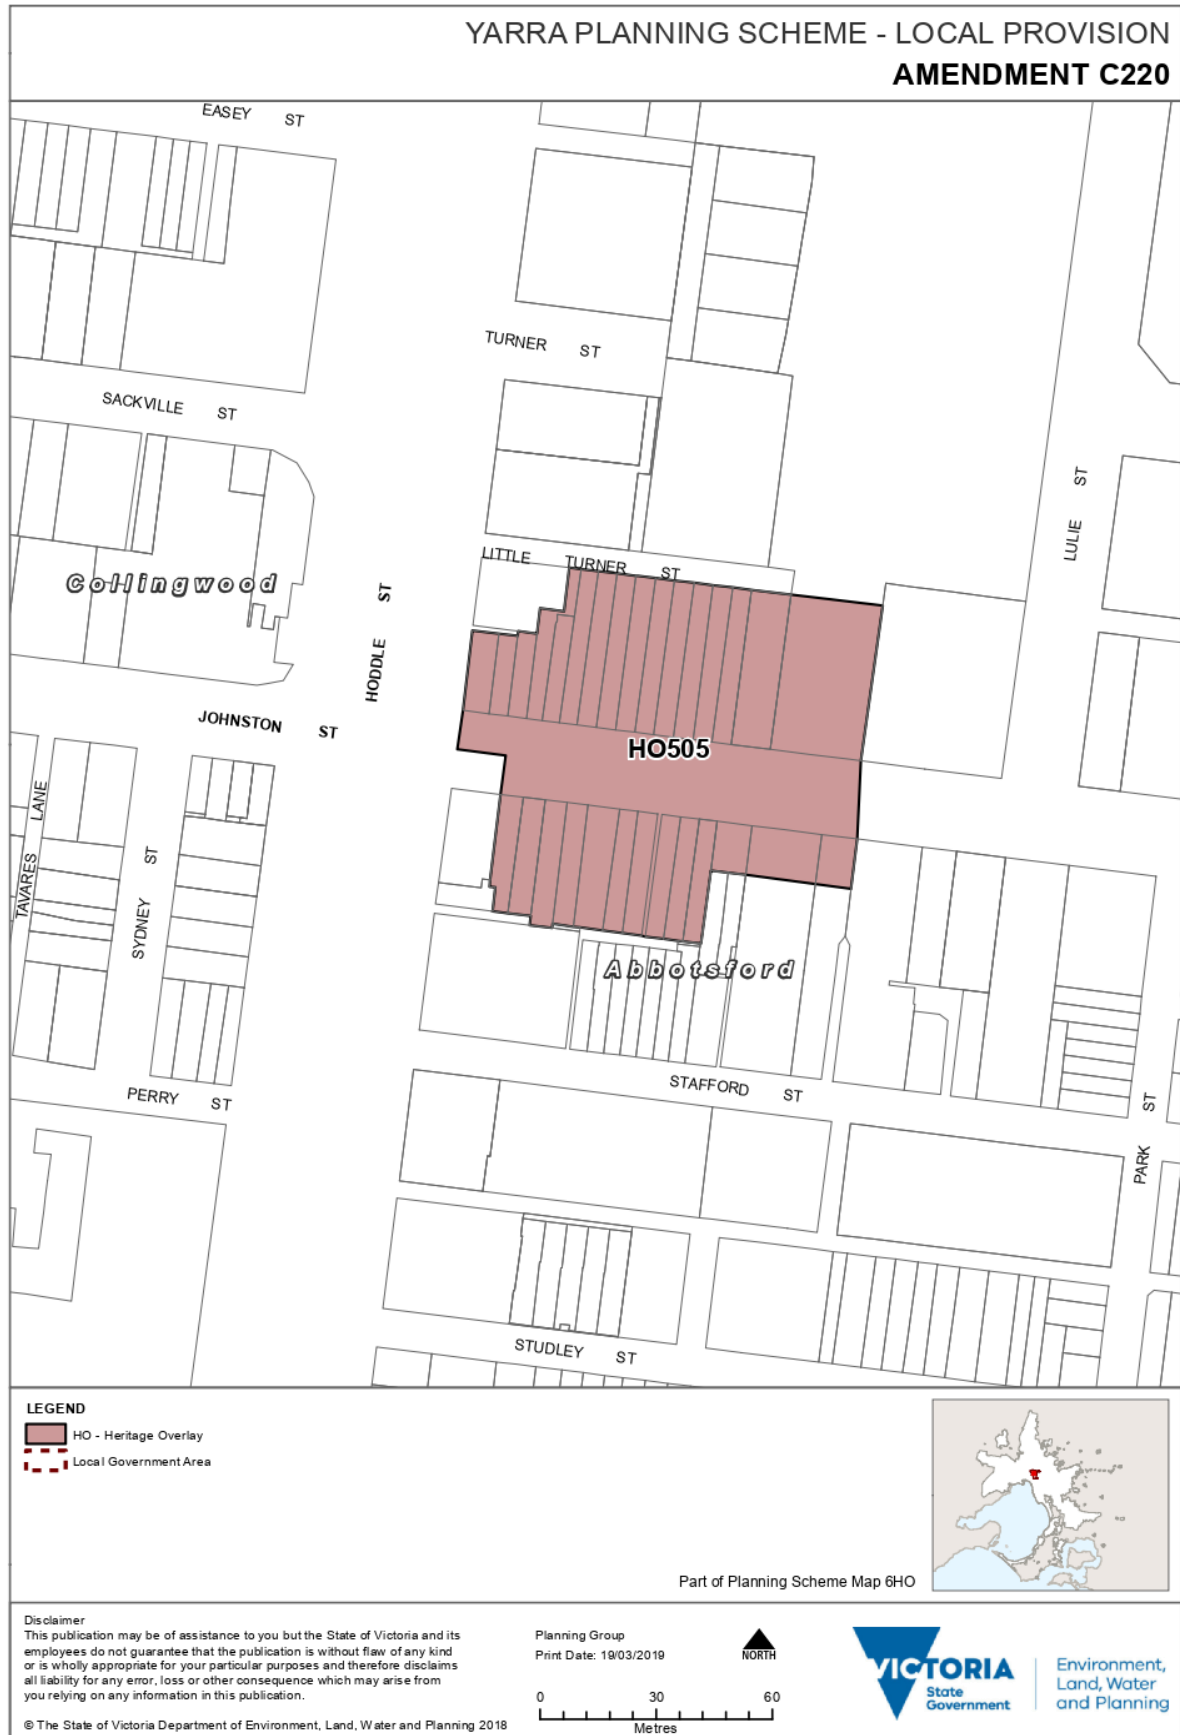 YARRA PLANNING SCHEME - LOCAL PROVISION
AMENDMENT C220
EASEY ST
TURNER ST
SACKVILLE ST
LULIE ST
LITTLE TURNER ST
Collingwood
HODDLE ST
JOHNSTON ST
HO505
TAVARES LANE
SYDNEY ST
Abbotsford
STAFFORD ST
PERRY ST
PARK ST
STUDLEY ST
LEGEND
HO - Heritage Overlay
Local Government Area
Part of Planning Scheme Map 6HO
Disclaimer
This publication may be of assistance to you but the State of Victoria and its
employees do not guarantee that the publication is without flaw of any kind
or is wholly appropriate for your particular purposes and therefore disclaims
all liability for any error, loss or other consequence which may arise from
you relying on any information in this publication.
© The State of Victoria Department of Environment, Land, Water and Planning 2018
Planning Group
Print Date: 19/03/2019
NORTH
0 30 60
Metres
VICTORIA
State
Government
Environment,
Land, Water
and Planning